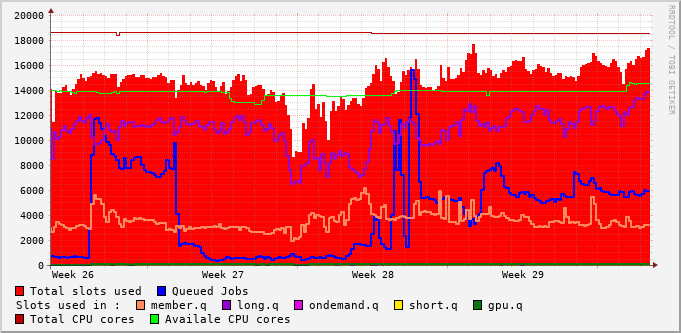 20000
18000
16000
14000
12000
10000
8000
6000
4000
2000
0
Week 26 Week 27 Week 28 Week 29
RRDTOOL / TOBI OETIKER
Total slots used Queued Jobs
Slots used in : member.q long.q ondemand.q short.q gpu.q
Total CPU cores Availale CPU cores